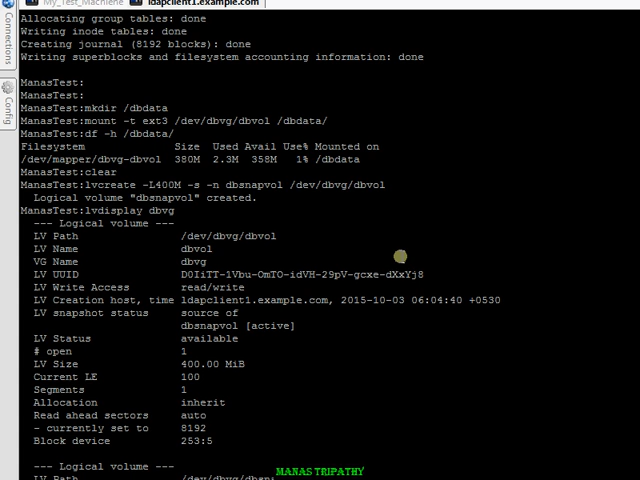 My_Test_Machiene
ldapclient1.example.com
Connections
Config
Allocating group tables: done
Writing inode tables: done
Creating journal (8192 blocks): done
Writing superblocks and filesystem accounting information: done
ManasTest:
ManasTest:
ManasTest:mkdir /dbdata
ManasTest:mount -t ext3 /dev/dbvg/dbvol /dbdata/
ManasTest:df -h /dbdata/
Filesystem Size Used Avail Use% Mounted on
/dev/mapper/dbvg-dbvol 380M 2.3M 358M 1% /dbdata
ManasTest:clear
ManasTest:lvcreate -L400M -s -n dbsnapvol /dev/dbvg/dbvol
Logical volume "dbsnapvol" created.
ManasTest:lvdisplay dbvg
--- Logical volume ---
LV Path /dev/dbvg/dbvol
LV Name dbvol
VG Name dbvg
LV UUID D0IiTT-1Vbu-OmTO-idVH-29pV-gcxe-dXxYj8
LV Write Access read/write
LV Creation host, time ldapclient1.example.com, 2015-10-03 06:04:40 +0530
LV snapshot status source of
dbsnapvol [active]
LV Status available
# open 1
LV Size 400.00 MiB
Current LE 100
Segments 1
Allocation inherit
Read ahead sectors auto
- currently set to 8192
Block device 253:5
--- Logical volume ---
MANAS TRIPATHY
LV Path